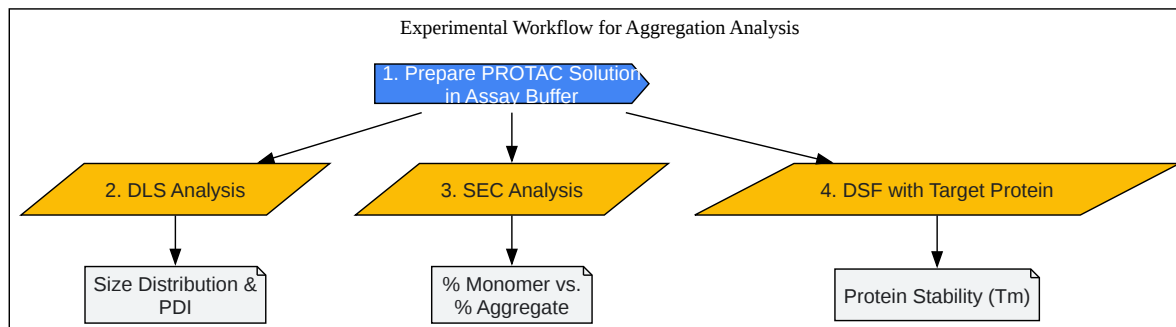 Experimental Workflow for Aggregation Analysis
1. Prepare PROTAC Solution
in Assay Buffer
2. DLS Analysis
3. SEC Analysis
4. DSF with Target Protein
Size Distribution &
PDI
% Monomer vs.
% Aggregate
Protein Stability (Tm)